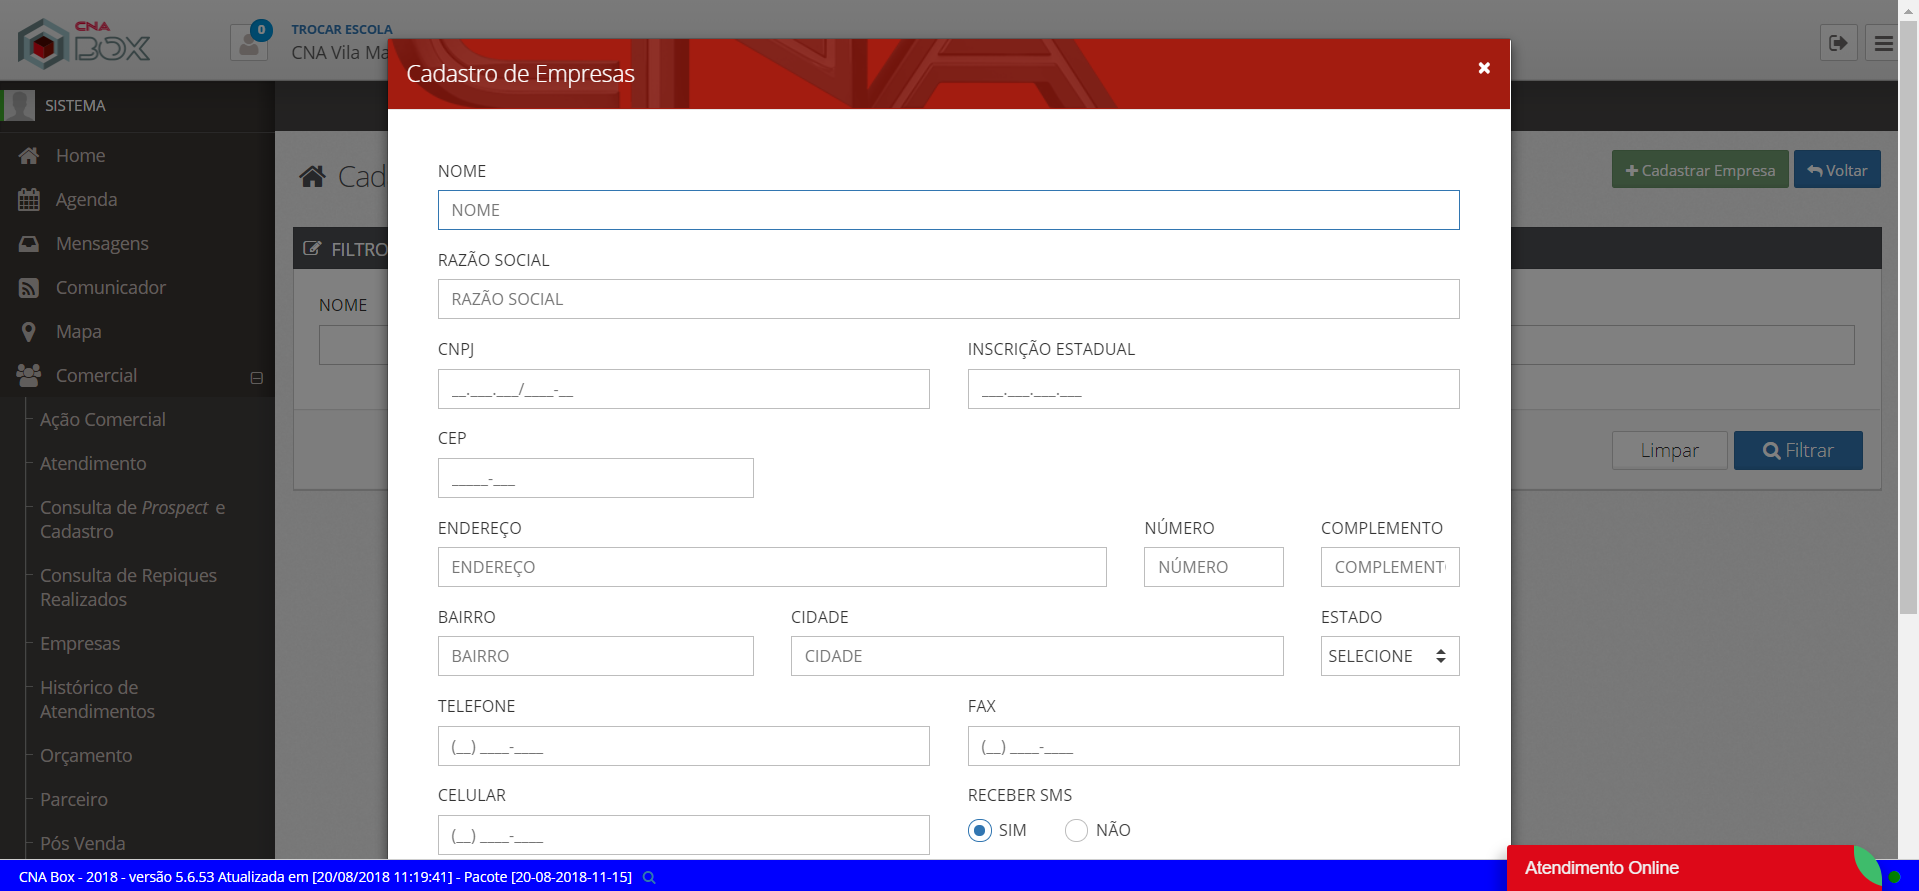 CNA
BOX
0
TROCAR ESCOLA
CNA Vila Ma
SISTEMA
Home
Agenda
Mensagens
Comunicador
Mapa
Comercial
Ação Comercial
Atendimento
Consulta de Prospect e
Cadastro
Consulta de Repiques
Realizados
Empresas
Histórico de
Atendimentos
Orçamento
Parceiro
Pós Venda
Cad
Cadastrar Empresa
Voltar
FILTRO
NOME
Limpar
Filtrar
Cadastro de Empresas
NOME
NOME
RAZÃO SOCIAL
RAZÃO SOCIAL
CNPJ
INSCRIÇÃO ESTADUAL
__.___.___/____-__
___.___.___.___
CEP
_____-___
ENDEREÇO
NÚMERO
COMPLEMENTO
ENDEREÇO
NÚMERO
COMPLEMENT
BAIRRO
CIDADE
ESTADO
BAIRRO
CIDADE
SELECIONE
TELEFONE
FAX
(__) ____-____
(__) ____-____
CELULAR
RECEBER SMS
(__) ____-____
SIM
NÃO
CNA Box - 2018 - versão 5.6.53 Atualizada em [20/08/2018 11:19:41] - Pacote [20-08-2018-11-15]
Atendimento Online